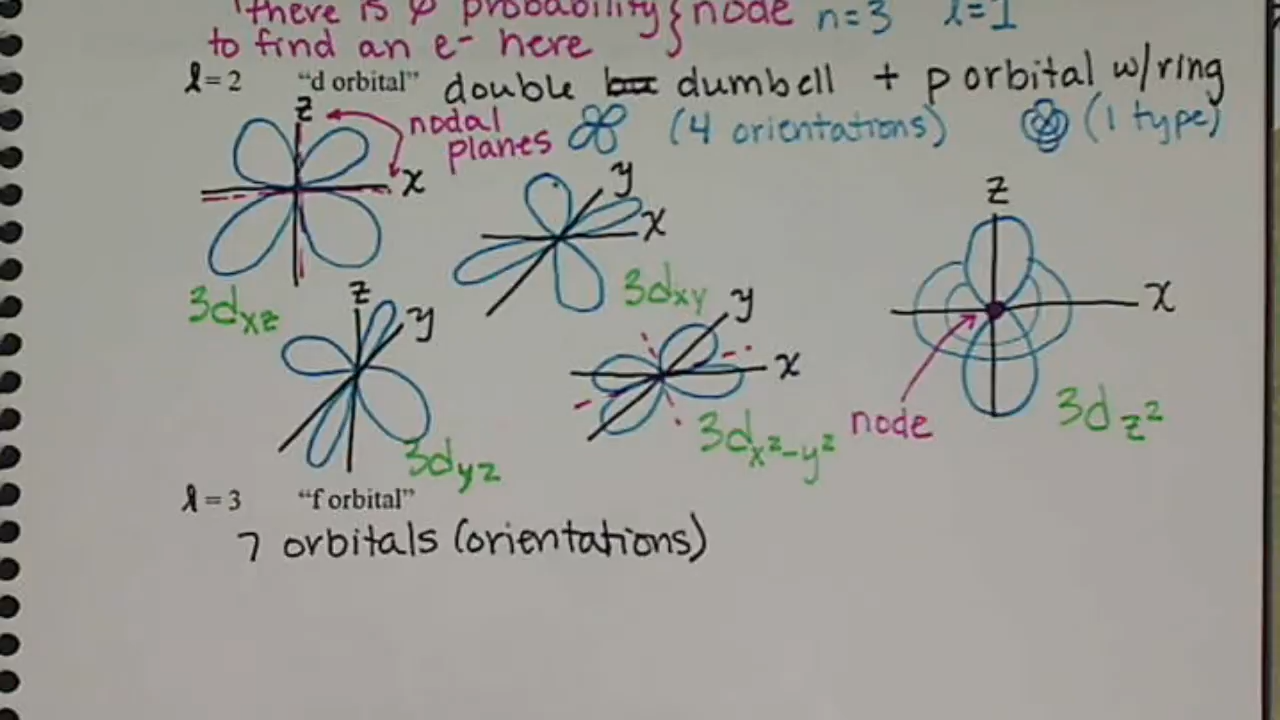 there is ∅ probability } node n=3 l=1
to find an e- here
l = 2 "d orbital" double dumbell + p orbital w/ring
nodal planes (4 orientations) (1 type)
z
x
3dxz
y
x
3dxy
z
x
node
3dz²
z
y
3dyz
y
x
3dx²-y²
l = 3 "f orbital"
7 orbitals (orientations)